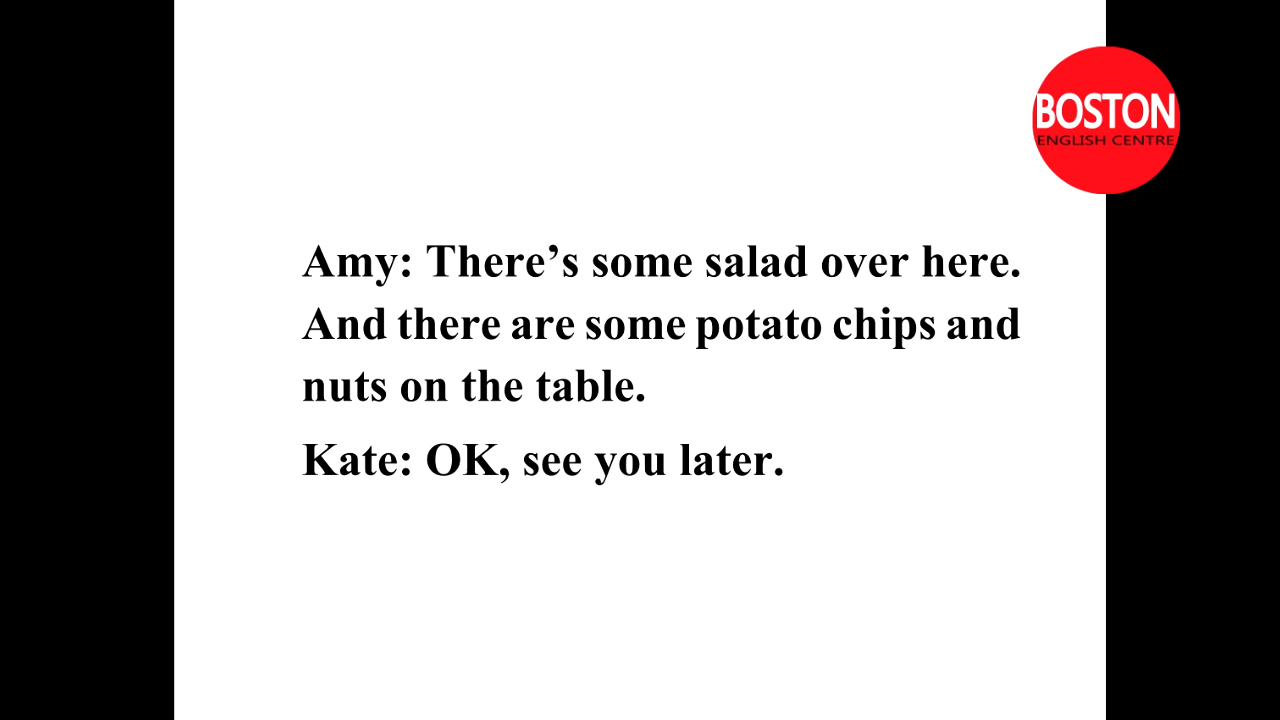 BOSTON
ENGLISH CENTRE
Amy: There’s some salad over here.
And there are some potato chips and
nuts on the table.
Kate: OK, see you later.